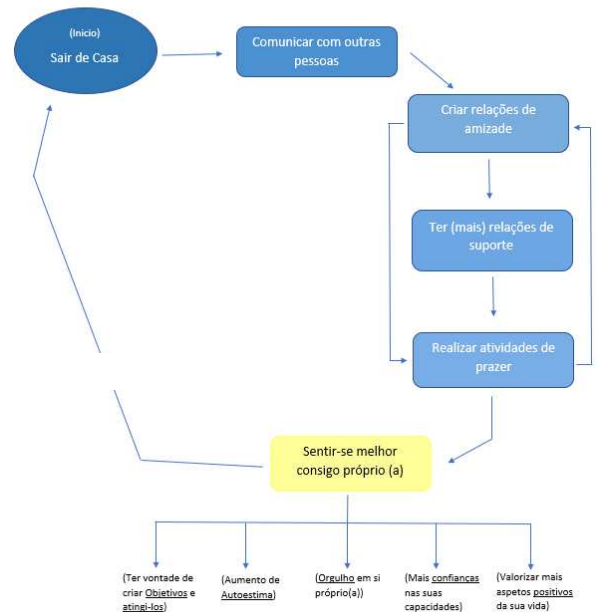 (Inicio)
Sair de Casa
Comunicar com outras
pessoas
Criar relações de
amizade
Ter (mais) relações de
suporte
Realizar atividades de
prazer
Sentir-se melhor
consigo próprio (a)
(Ter vontade de
criar Objetivos e
atingi-los)
(Aumento de
Autoestima)
(Orgulho em si
próprio(a))
(Mais confianças
nas suas
capacidades)
(Valorizar mais
aspetos positivos
da sua vida)